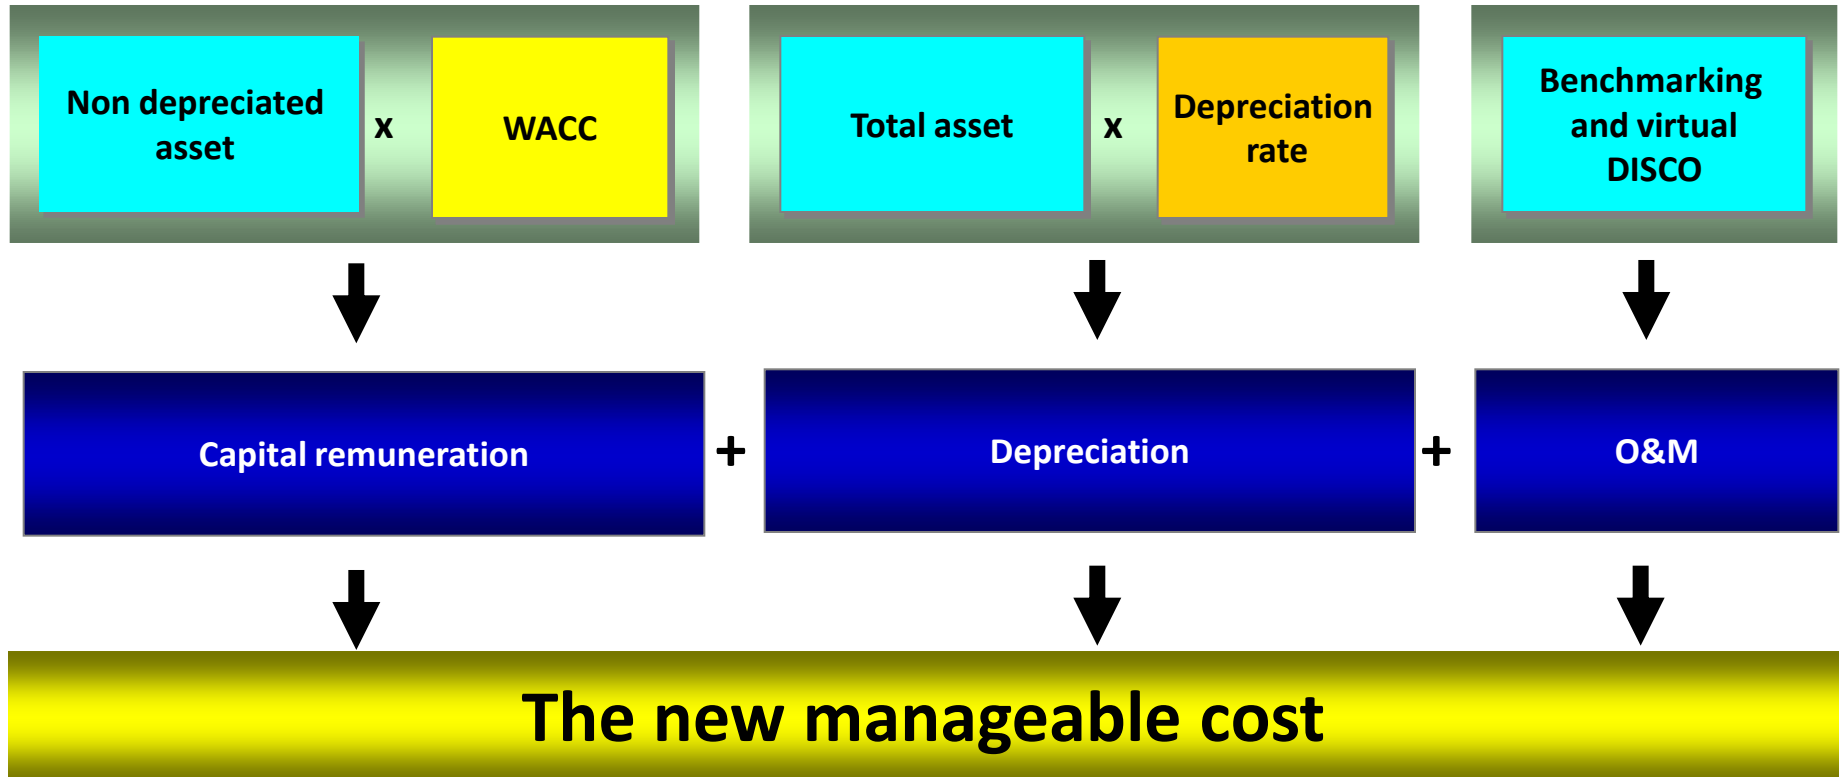 Non depreciated
asset
x
WACC
Total asset
x
Depreciation
rate
Benchmarking
and virtual
DISCO
Capital remuneration
+
Depreciation
+
O&M
The new manageable cost